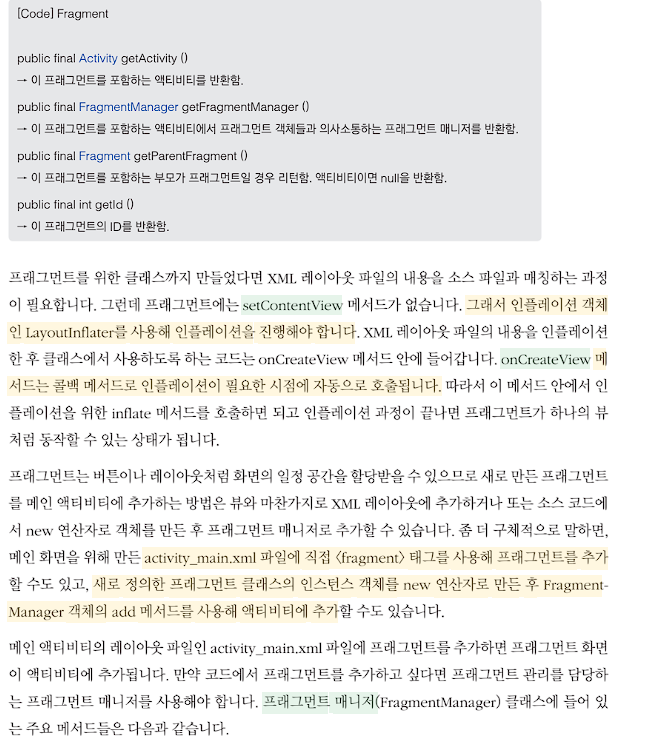 [Code] Fragment
public final Activity getActivity ()
→ 이 프래그먼트를 포함하는 액티비티를 반환함.
public final FragmentManager getFragmentManager ()
→ 이 프래그먼트를 포함하는 액티비티에서 프래그먼트 객체들과 의사소통하는 프래그먼트 매니저를 반환함.
public final Fragment getParentFragment ()
→ 이 프래그먼트를 포함하는 부모가 프래그먼트일 경우 리턴함. 액티비티이면 null을 반환함.
public final int getId ()
→ 이 프래그먼트의 ID를 반환함.
프래그먼트를 위한 클래스까지 만들었다면 XML 레이아웃 파일의 내용을 소스 파일과 매칭하는 과정
이 필요합니다. 그런데 프래그먼트에는 setContentView 메서드가 없습니다. 그래서 인플레이션 객체
인 LayoutInflater를 사용해 인플레이션을 진행해야 합니다. XML 레이아웃 파일의 내용을 인플레이션
한 후 클래스에서 사용하도록 하는 코드는 onCreateView 메서드 안에 들어갑니다. onCreateView 메
서드는 콜백 메서드로 인플레이션이 필요한 시점에 자동으로 호출됩니다. 따라서 이 메서드 안에서 인
플레이션을 위한 inflate 메서드를 호출하면 되고 인플레이션 과정이 끝나면 프래그먼트가 하나의 뷰
처럼 동작할 수 있는 상태가 됩니다.
프래그먼트는 버튼이나 레이아웃처럼 화면의 일정 공간을 할당받을 수 있으므로 새로 만든 프래그먼트
를 메인 액티비티에 추가하는 방법은 뷰와 마찬가지로 XML 레이아웃에 추가하거나 또는 소스 코드에
서 new 연산자로 객체를 만든 후 프래그먼트 매니저로 추가할 수 있습니다. 좀 더 구체적으로 말하면,
메인 화면을 위해 만든 activity_main.xml 파일에 직접 〈fragment〉 태그를 사용해 프래그먼트를 추가
할 수도 있고, 새로 정의한 프래그먼트 클래스의 인스턴스 객체를 new 연산자로 만든 후 Fragment-
Manager 객체의 add 메서드를 사용해 액티비티에 추가할 수도 있습니다.
메인 액티비티의 레이아웃 파일인 activity_main.xml 파일에 프래그먼트를 추가하면 프래그먼트 화면
이 액티비티에 추가됩니다. 만약 코드에서 프래그먼트를 추가하고 싶다면 프래그먼트 관리를 담당하
는 프래그먼트 매니저를 사용해야 합니다. 프래그먼트 매니저(FragmentManager) 클래스에 들어 있
는 주요 메서드들은 다음과 같습니다.